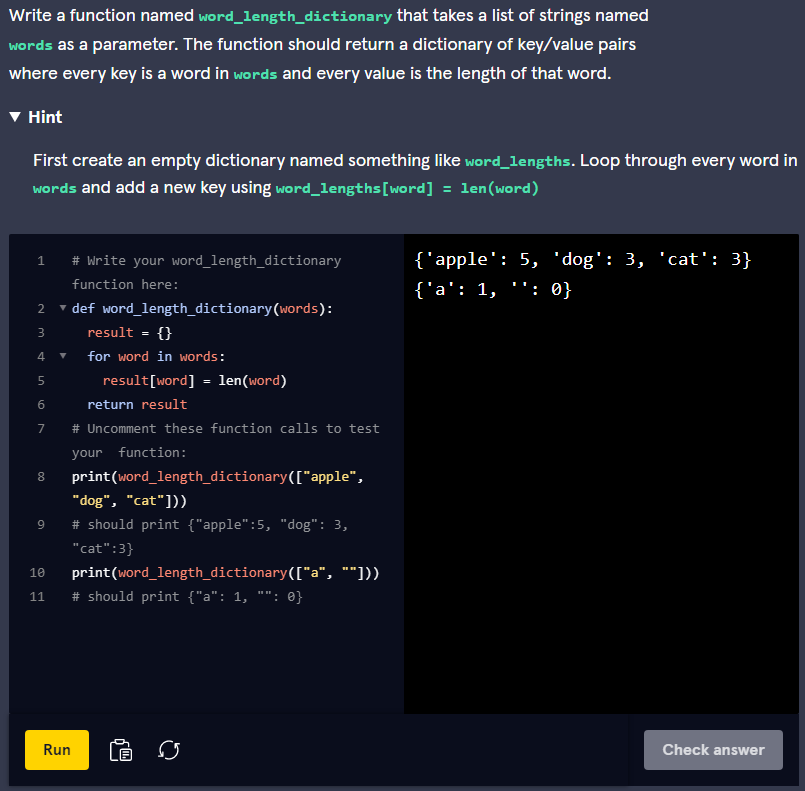 Write a function named word_length_dictionary that takes a list of strings named
words as a parameter. The function should return a dictionary of key/value pairs
where every key is a word in words and every value is the length of that word.
▼ Hint
First create an empty dictionary named something like word_lengths. Loop through every word in
words and add a new key using word_lengths[word] = len(word)
1 # Write your word_length_dictionary
function here:
2 ▼ def word_length_dictionary(words):
3 result = {}
4 ▼ for word in words:
5 result[word] = len(word)
6 return result
7 # Uncomment these function calls to test
your  function:
8 print(word_length_dictionary(["apple",
"dog", "cat"]))
9 # should print {"apple":5, "dog": 3,
"cat":3}
10 print(word_length_dictionary(["a", ""]))
11 # should print {"a": 1, "": 0}
{'apple': 5, 'dog': 3, 'cat': 3}
{'a': 1, '': 0}
Run
Check answer